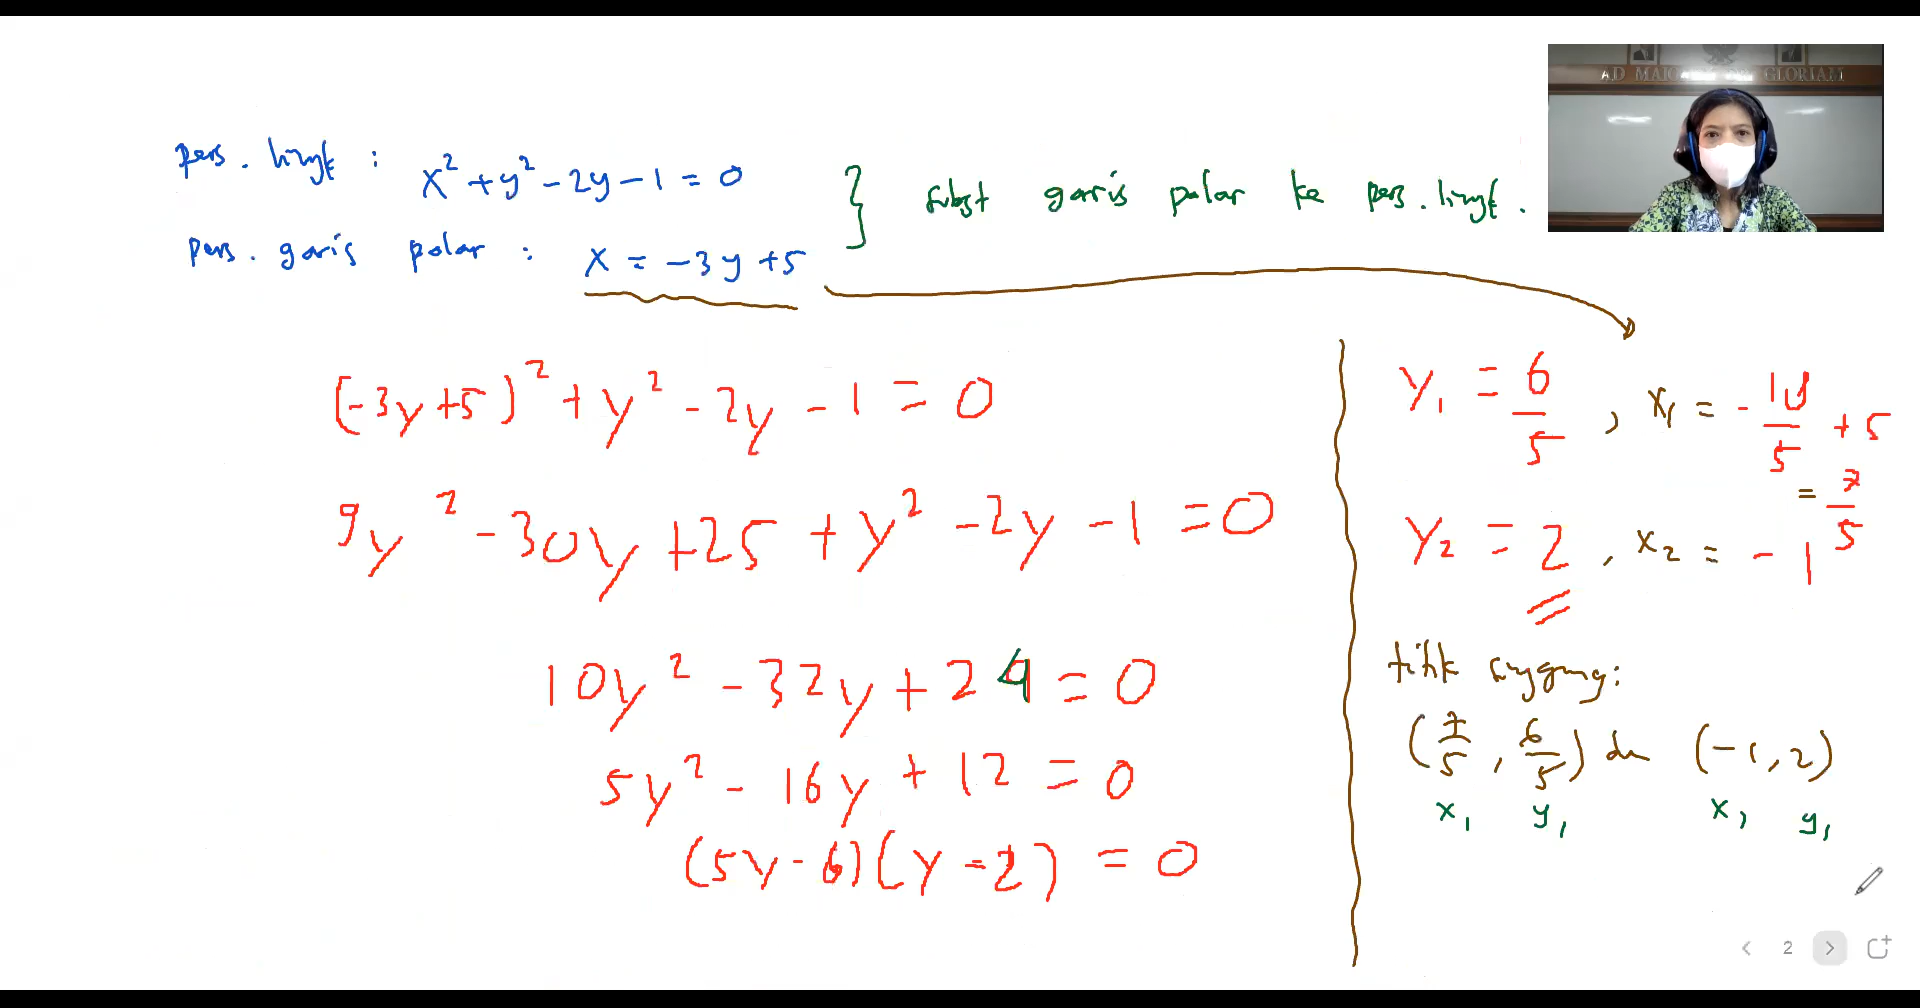 AD MAIOREM DEI GLORIAM
pers. lingk : x² + y² - 2y - 1 = 0
pers. garis polar : x = -3y + 5
} subst garis polar ke pers. lingk.
(-3y+5)² + y² - 2y - 1 = 0
9y² - 30y + 25 + y² - 2y - 1 = 0
10y² - 32y + 24 = 0
5y² - 16y + 12 = 0
(5y - 6)(y - 2) = 0
y₁ = 6/5 , x₁ = -18/5 + 5
= 7/5
y₂ = 2 , x₂ = -1
titik singgung:
(7/5 , 6/5) dn (-1, 2)
x₁ y₁ x₁ y₁
2